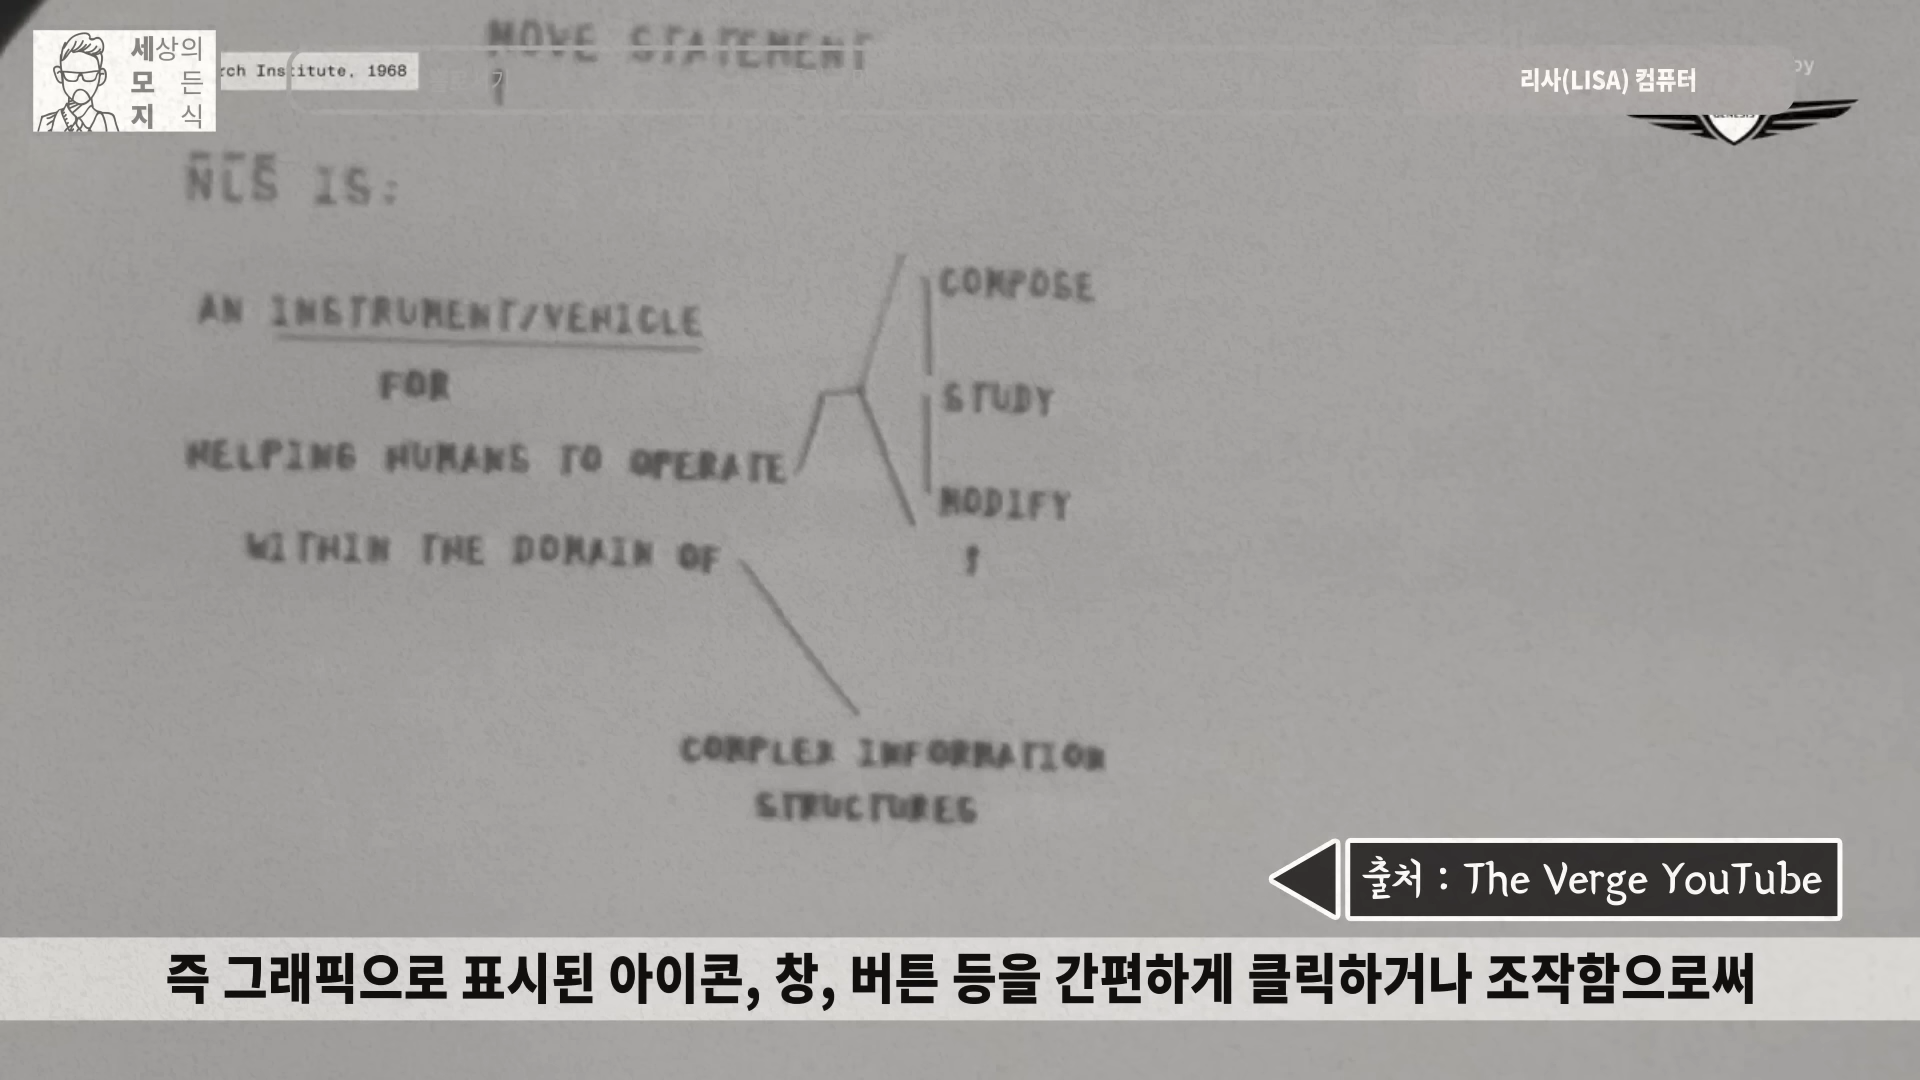 MOVE STATEMENT
세상의
모 든
지 식
rch Institute, 1968
리사(LISA) 컴퓨터
by
GENESIS
NLS IS:
AN INSTRUMENT/VEHICLE
FOR
HELPING HUMANS TO OPERATE
WITHIN THE DOMAIN OF
COMPOSE
STUDY
MODIFY
COMPLEX INFORMATION
STRUCTURES
출처 : The Verge YouTube
즉 그래픽으로 표시된 아이콘, 창, 버튼 등을 간편하게 클릭하거나 조작함으로써